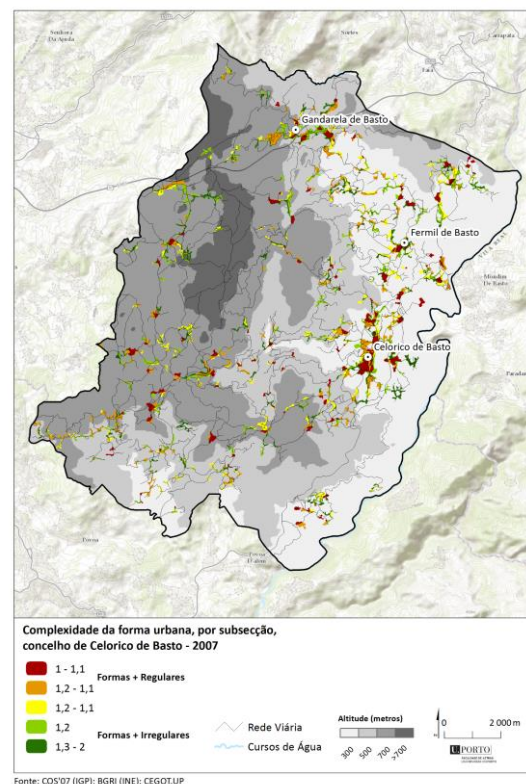 Gandarela de Basto
Fermil de Basto
Celorico de Basto
Complexidade da forma urbana, por subsecção,
concelho de Celorico de Basto - 2007
1 - 1,1
Formas + Regulares
1,2 - 1,1
1,2 - 1,1
1,2
Formas + Irregulares
1,3 - 2
Rede Viária
Cursos de Água
Altitude (metros)
300
500
700
>700
0
2 000 m
U.PORTO
Fonte: COS'07 (IGP); BGRI (INE); CEGOT.UP